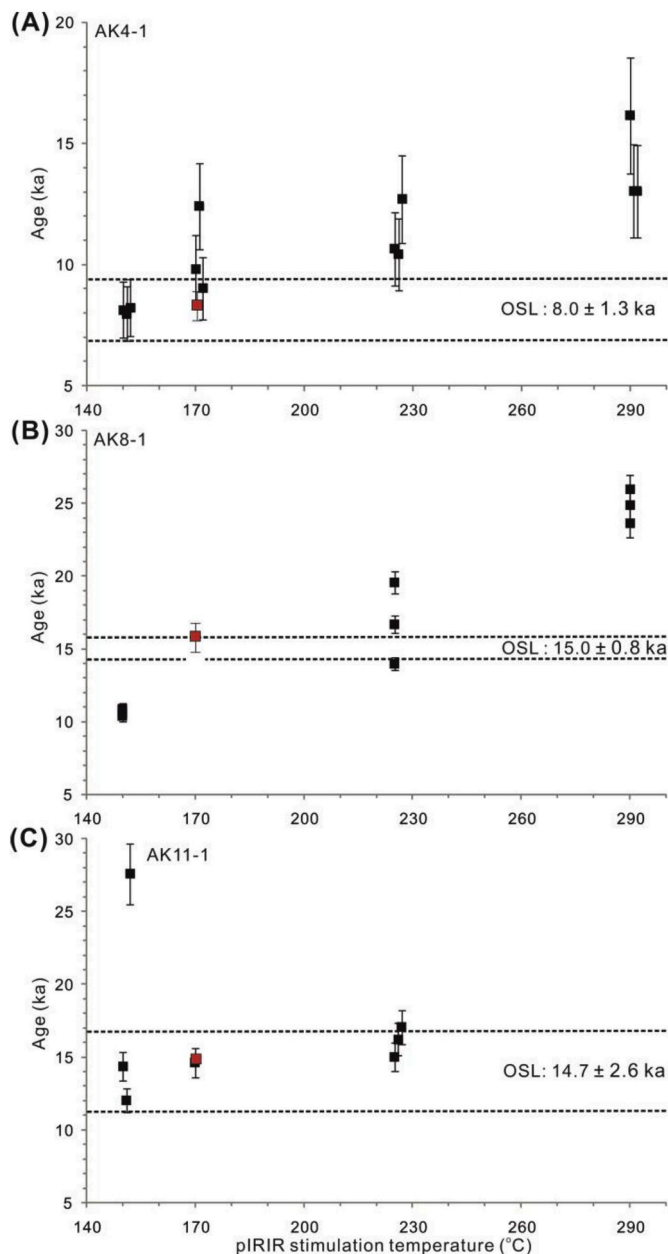 (A)
AK4-1
20
15
10
5
Age (ka)
OSL : 8.0 ± 1.3 ka
140 170 200 230 260 290
(B)
AK8-1
30
25
20
15
10
5
Age (ka)
OSL : 15.0 ± 0.8 ka
140 170 200 230 260 290
(C)
AK11-1
30
25
20
15
10
5
Age (ka)
OSL: 14.7 ± 2.6 ka
140 170 200 230 260 290
pIRIR stimulation temperature (°C)